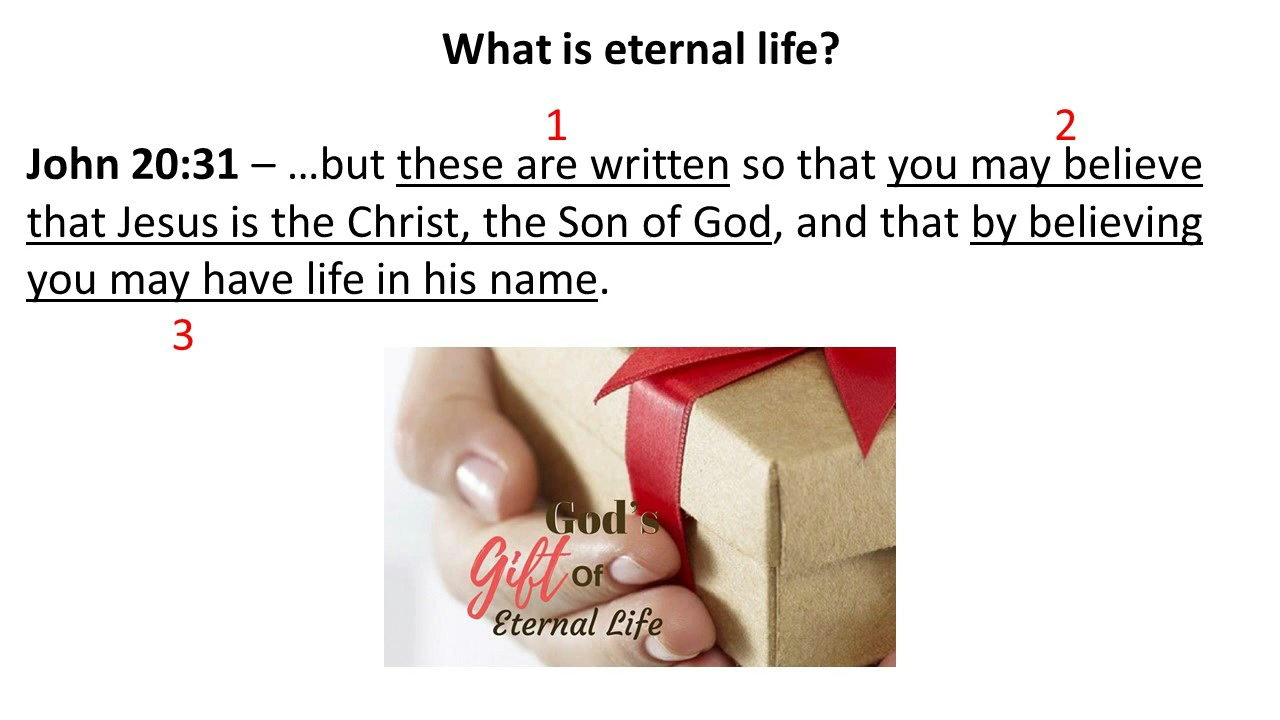 What is eternal life?
1 2
John 20:31 – …but these are written so that you may believe
that Jesus is the Christ, the Son of God, and that by believing
you may have life in his name.
3
God’s
Gift Of
Eternal Life